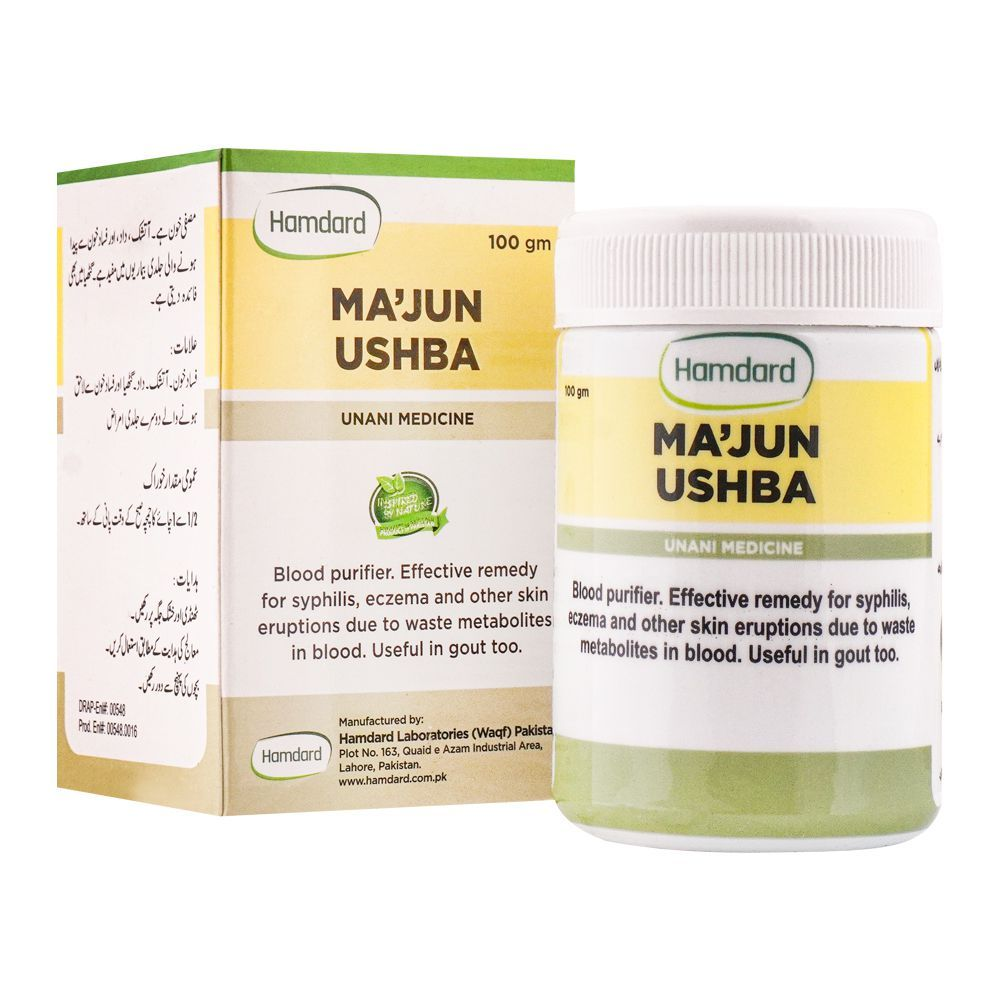 مصفی خون ہے۔ آتشک، داد، اور فساد خون سے پیدا
ہونے والی جلدی بیماریوں میں مفید ہے۔ گٹھیا میں بھی
فائدہ دیتی ہے۔
علامات:
فساد خون۔ آتشک۔ داد۔ گٹھیا اور فساد خون سے لاحق
ہونے والے دوسرے جلدی امراض
عمومی مقدار خوراک
1/2 سے 1 چائے کا چمچہ صبح کے وقت پانی کے ساتھ۔
ہدایات:
ٹھنڈی اور خشک جگہ پر رکھیں۔
معالج کی ہدایت کے مطابق استعمال کریں۔
بچوں کی پہنچ سے دور رکھیں۔
DRAP-Enl#: 00548
Prod. Enl#: 00548.0016
Hamdard
100 gm
MA'JUN
USHBA
UNANI MEDICINE
INSPIRED
BY NATURE
PRODUCT OF PAKISTAN
Blood purifier. Effective remedy
for syphilis, eczema and other skin
eruptions due to waste metabolites
in blood. Useful in gout too.
Hamdard
Manufactured by:
Hamdard Laboratories (Waqf) Pakista
Plot No. 163, Quaid e Azam Industrial Area,
Lahore, Pakistan.
www.hamdard.com.pk
Hamdard
100 gm
MA'JUN
USHBA
UNANI MEDICINE
Blood purifier. Effective remedy for syphilis,
eczema and other skin eruptions due to waste
metabolites in blood. Useful in gout too.